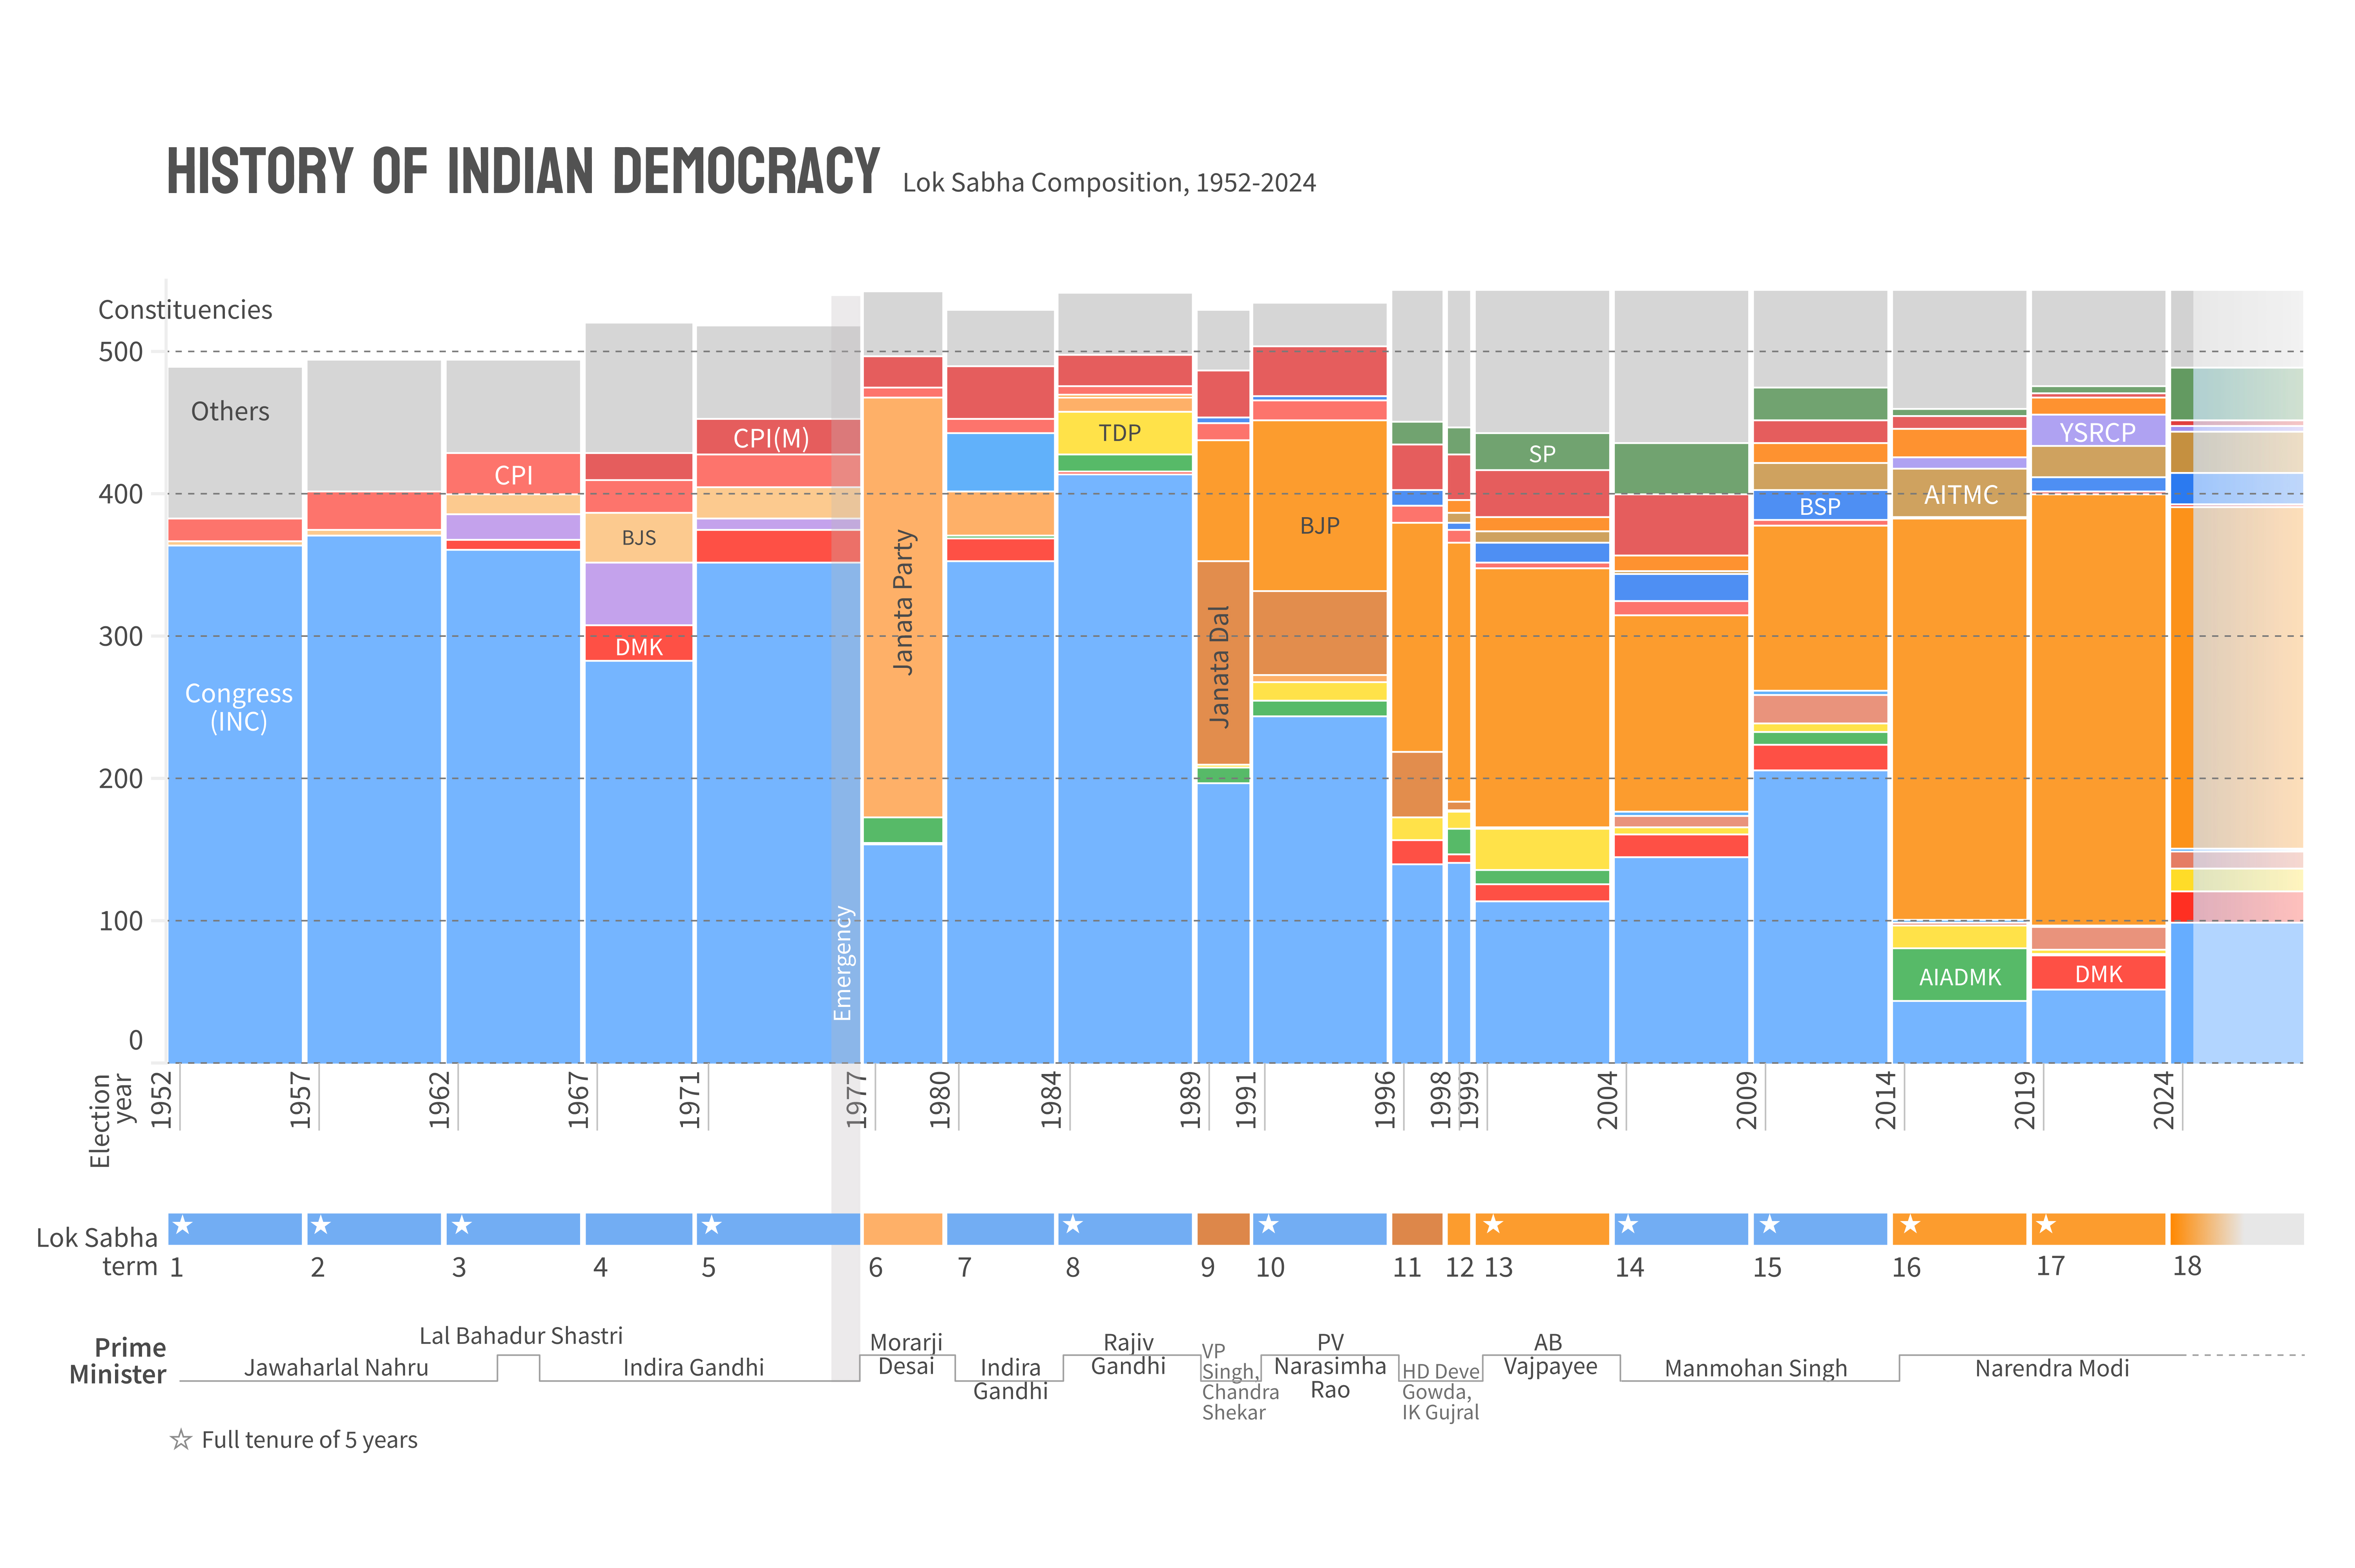 HISTORY OF INDIAN DEMOCRACY
Lok Sabha Composition, 1952-2024
Constituencies
500
400
300
200
100
0
Others
Congress
(INC)
CPI
BJS
DMK
CPI(M)
Emergency
Janata Party
TDP
Janata Dal
BJP
SP
BSP
AITMC
AIADMK
YSRCP
DMK
Election
year
1952
1957
1962
1967
1971
1977
1980
1984
1989
1991
1996
1998
1999
2004
2009
2014
2019
2024
Lok Sabha
term
1
2
3
4
5
6
7
8
9
10
11
12
13
14
15
16
17
18
Prime
Minister
Jawaharlal Nahru
Lal Bahadur Shastri
Indira Gandhi
Morarji
Desai
Indira
Gandhi
Rajiv
Gandhi
VP
Singh,
Chandra
Shekar
PV
Narasimha
Rao
HD Deve
Gowda,
IK Gujral
AB
Vajpayee
Manmohan Singh
Narendra Modi
☆ Full tenure of 5 years